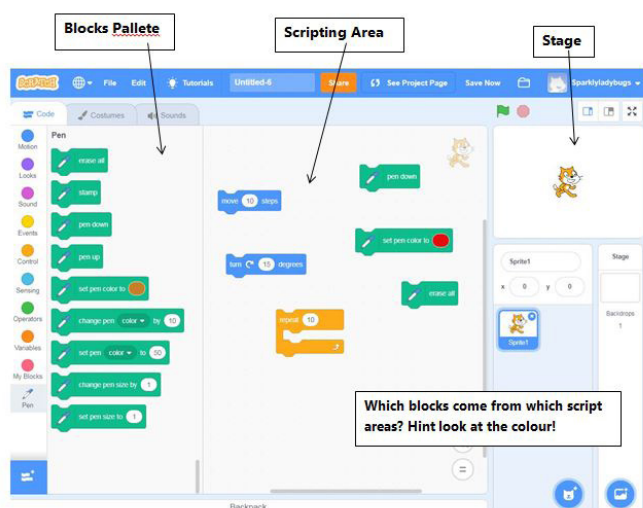 Blocks Pallete
Scripting Area
Stage
SCRATCH
File
Edit
Tutorials
Untitled-6
Share
See Project Page
Save Now
Sparklyladybugs
Code
Costumes
Sounds
Motion
Looks
Sound
Events
Control
Sensing
Operators
Variables
My Blocks
Pen
Pen
erase all
stamp
pen down
pen up
set pen color to
change pen color by 10
set pen color to 50
change pen size by 1
set pen size to 1
move 10 steps
turn 15 degrees
repeat 10
pen down
set pen color to
erase all
Sprite1
x 0 y 0
Sprite1
Stage
Backdrops
1
Which blocks come from which script
areas? Hint look at the colour!
Backpack